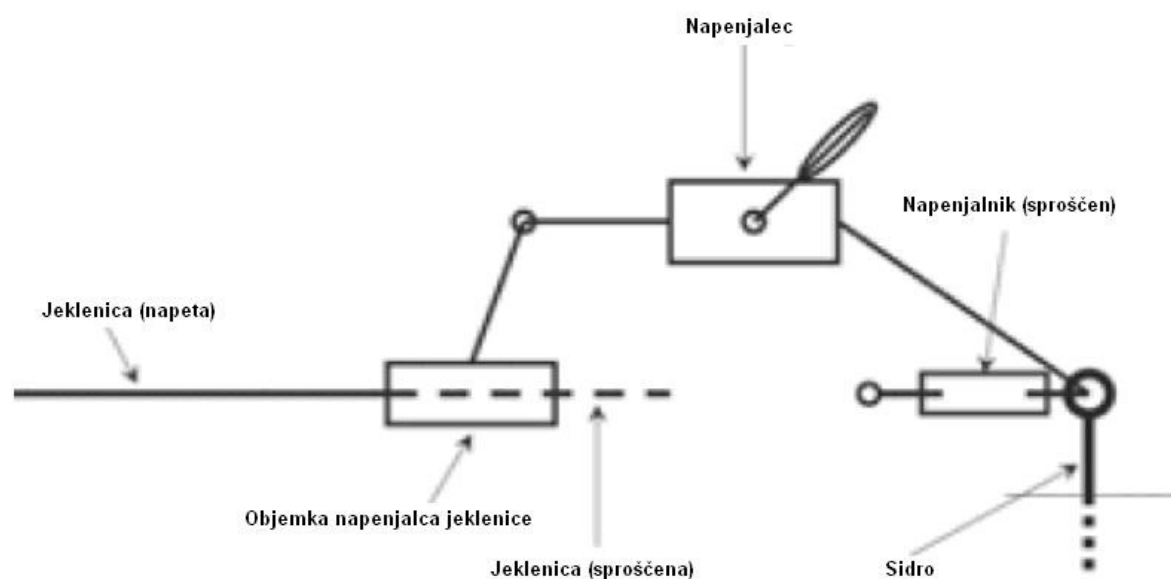 Napenjalec
Napenjalnik (sproščen)
Jeklenica (napeta)
Objemka napenjalca jeklenice
Jeklenica (sproščena)
Sidro